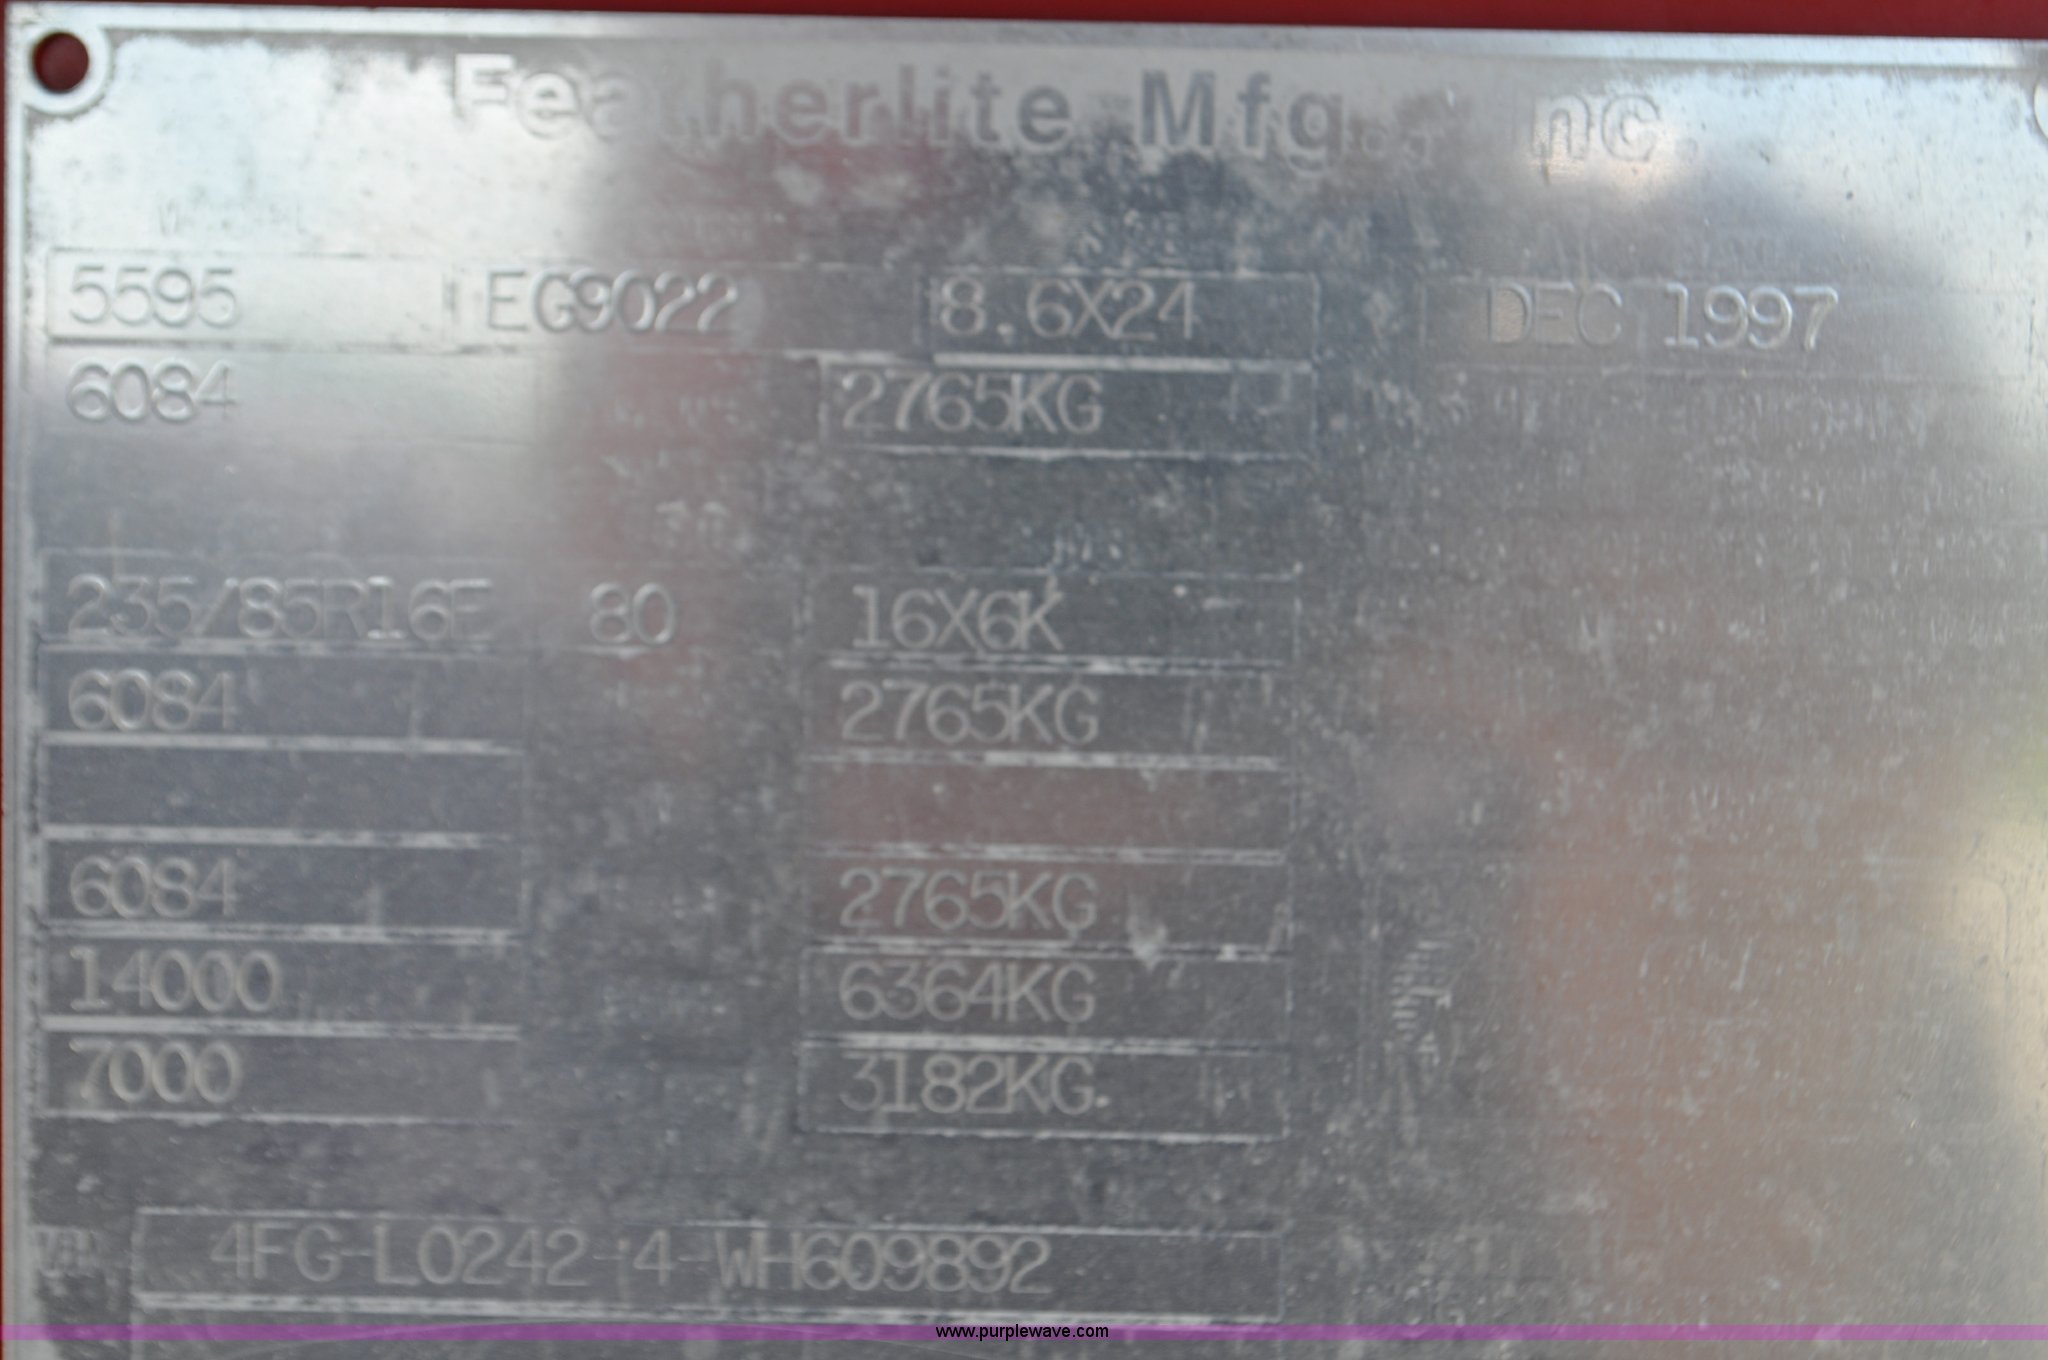 Featherlite Mfg., Inc.
5595 EG9022 8.6X24 DEC 1997
6084 2765KG
235/85R16E 80 16X6K
6084 2765KG
6084 2765KG
14000 6364KG
7000 3182KG
VIN 4FG-L0242-4-WH609892
www.purplewave.com